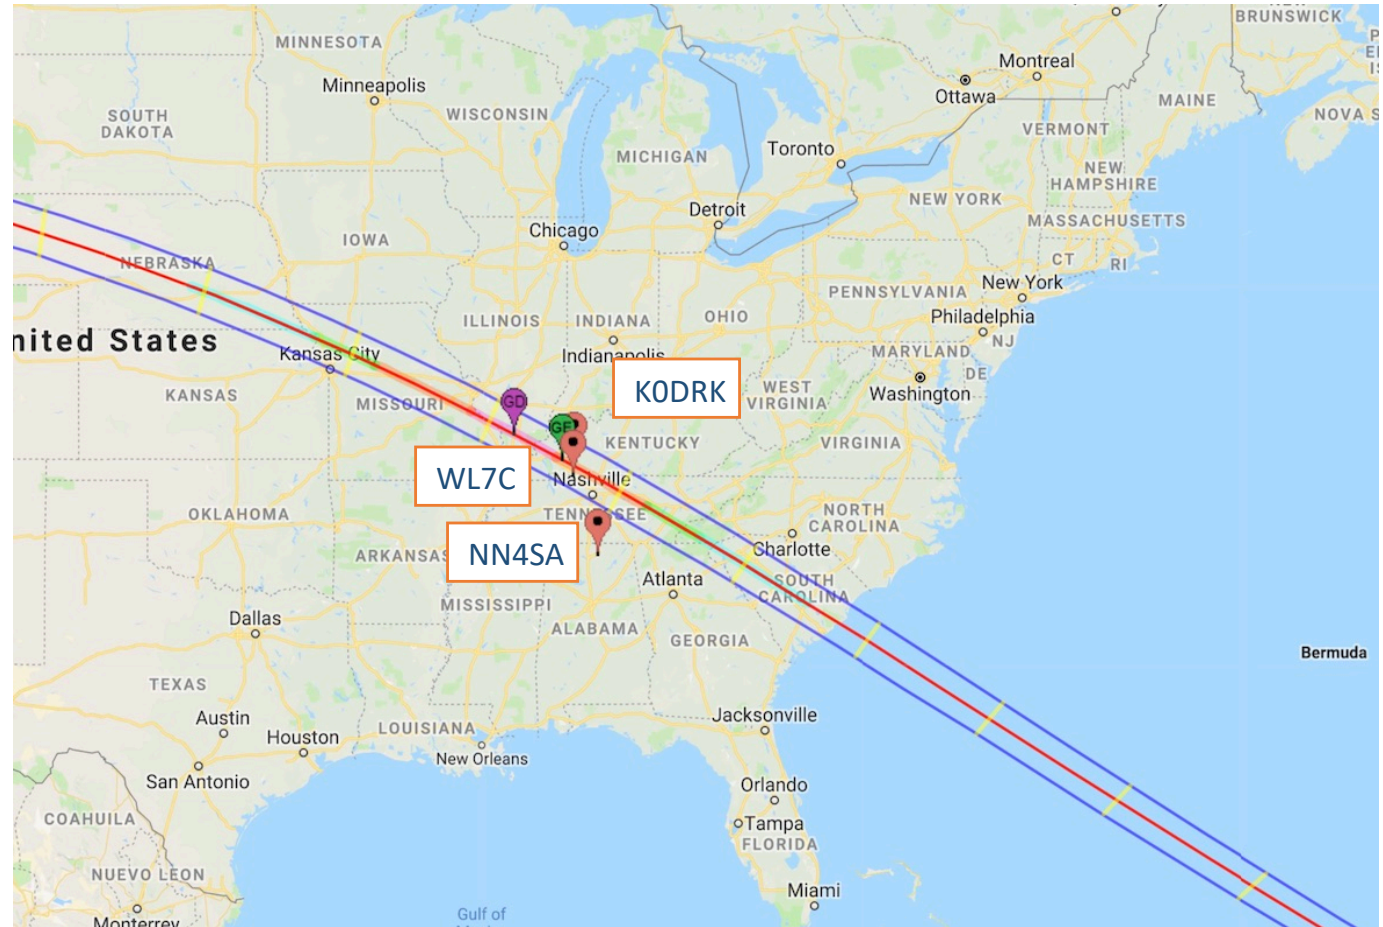 BRUNSWICK
MINNESOTA
Montreal
Minneapolis
Ottawa
MAINE
SOUTH
DAKOTA
WISCONSIN
NOVA S
VERMONT
MICHIGAN
Toronto
NEW
HAMPSHIRE
NEW YORK
Detroit
MASSACHUSETTS
Chicago
IOWA
CT
RI
NEBRASKA
PENNSYLVANIA
New York
ILLINOIS
INDIANA
OHIO
Philadelphia
nited States
NJ
Kansas City
Indianapolis
MARYLAND
DE
KANSAS
MISSOURI
GD
K0DRK
WEST
VIRGINIA
Washington
GE
KENTUCKY
VIRGINIA
WL7C
Nashville
OKLAHOMA
TENNESSEE
NORTH
CAROLINA
ARKANSAS
NN4SA
Charlotte
Atlanta
SOUTH
CAROLINA
MISSISSIPPI
Dallas
ALABAMA
GEORGIA
Bermuda
TEXAS
Austin
Houston
LOUISIANA
Jacksonville
New Orleans
San Antonio
Orlando
COAHUILA
Tampa
FLORIDA
NUEVO LEON
Miami
Monterrey
Gulf of